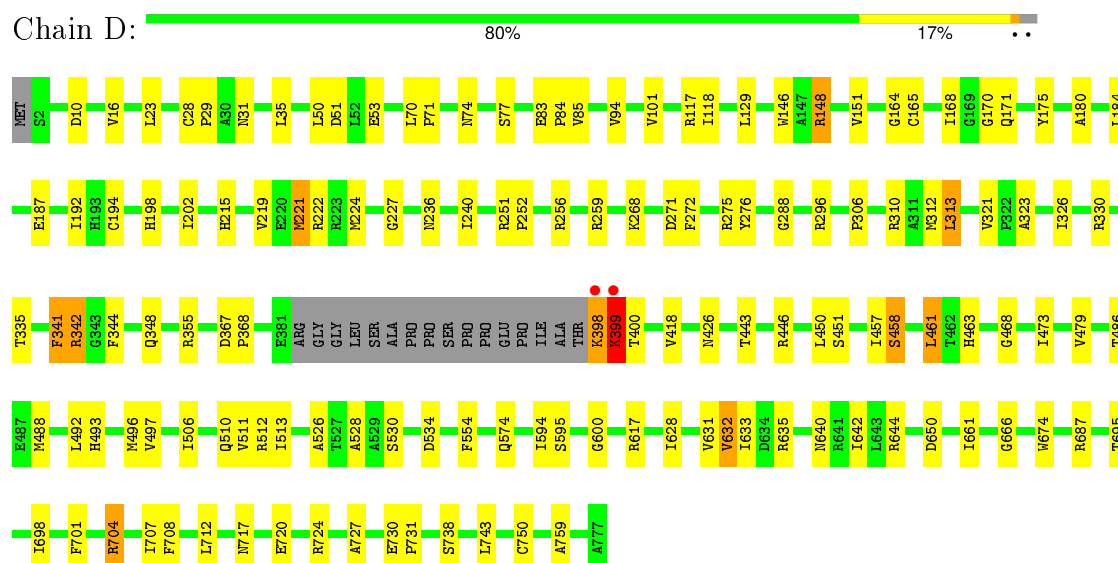 Chain D: 80% 17% • •
MET S2 D10 V16 L23 C28 P29 A30 N31 L35 L50 D51 L52 E53 L70 P71 N74 S77 E83 P84 V85 V94 V101 R117 I118 L129 W146 A147 R148 V151 G164 C165 I168 G169 G170 Q171 Y175 A180 L184
E187 I192 H193 C194 H198 I202 H215 V219 E220 M221 R222 R223 M224 G227 N236 I240 R251 P252 R256 R259 K268 D271 F272 R275 Y276 G288 R296 P306 R310 A311 M312 L313 V321 P322 A323 I326 R330
T335 F341 R342 G343 F344 Q348 R355 D367 P368 E381 ARG GLY GLY LEU SER ALA PRO PRO SER PRO PRO GLU PRO ILE ALA THR K398 K399 T400 V418 N426 T443 R446 L450 S451 I457 S458 L461 T462 H463 G468 I473 V479 T486
E487 M488 L492 H493 M496 V497 I506 Q510 V511 R512 I513 A526 T527 A528 A529 S530 D534 F554 Q574 I594 S595 G600 R617 I628 V631 V632 I633 D634 R635 N640 R641 I642 L643 R644 D650 I661 G666 W674 R687 T695
I698 F701 R704 I707 F708 L712 N717 E720 R724 A727 E730 P731 S738 L743 C750 A759 A777